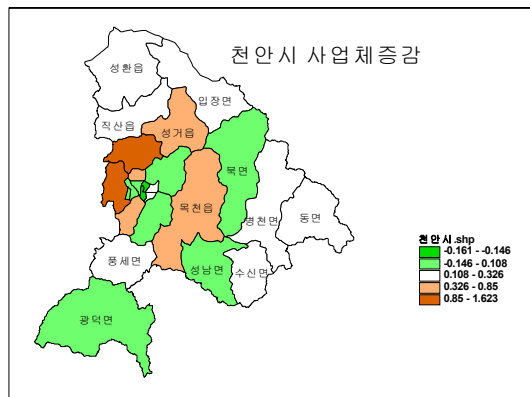 천안시 사업체증감
성환읍
입장면
직산읍
성거읍
북면
목천읍
병천면
동면
풍세면
성남면
수신면
광덕면
천안시.shp
-0.161 - -0.146
-0.146 - 0.108
0.108 - 0.326
0.326 - 0.85
0.85 - 1.623